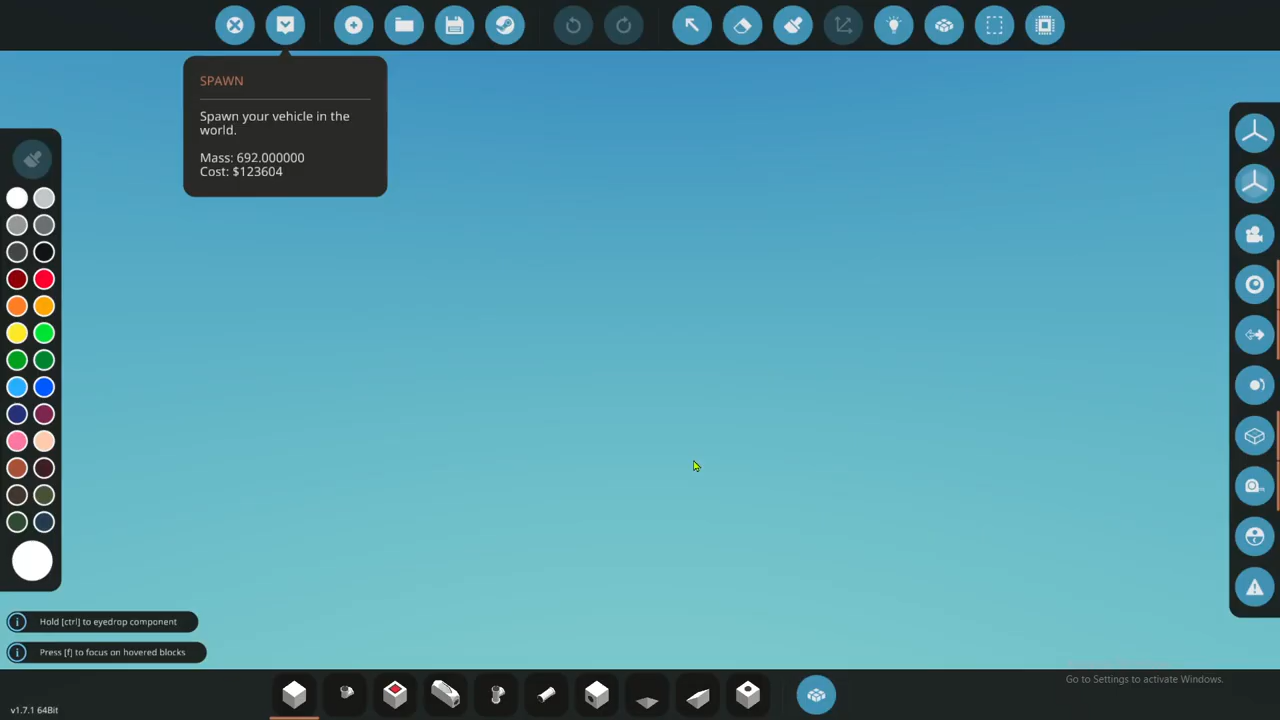 SPAWN
Spawn your vehicle in the
world.
Mass: 692.000000
Cost: $123604
Hold [ctrl] to eyedrop component
Press [f] to focus on hovered blocks
Go to Settings to activate Windows.
v1.7.1 64Bit